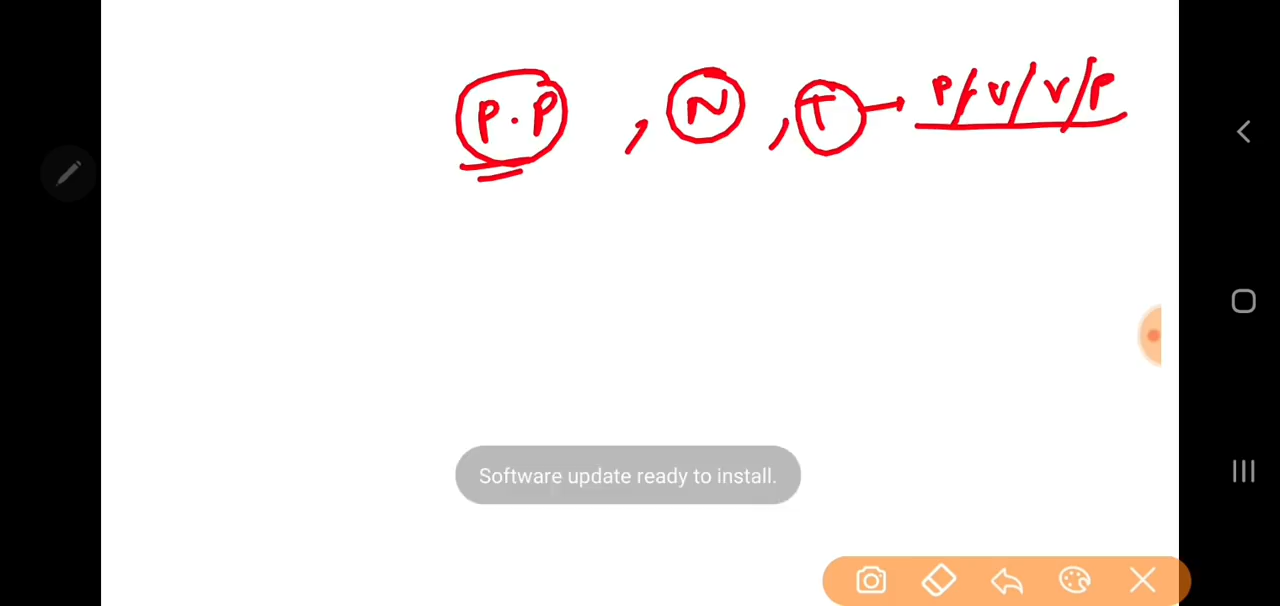 P.P , N , T → P/V/V/P
Software update ready to install.